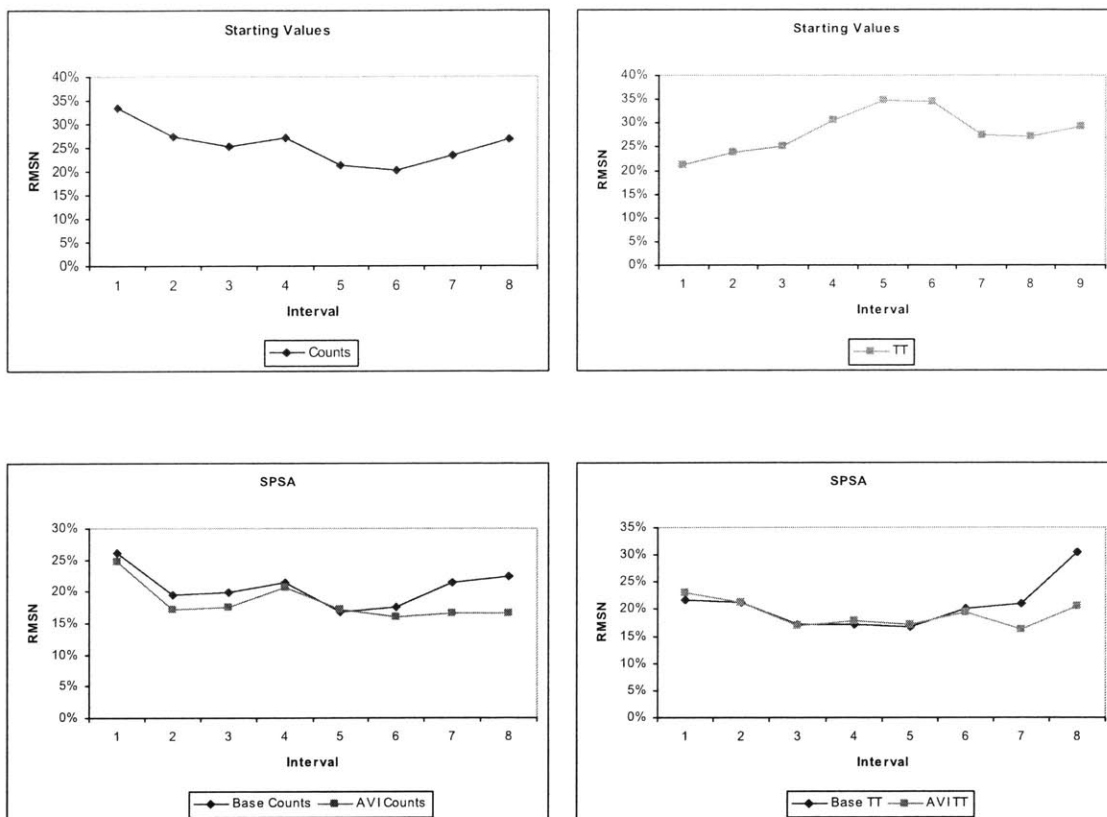 Starting Values
40%
35%
30%
25%
20%
15%
10%
5%
0%
RMSN
1 2 3 4 5 6 7 8
Interval
Counts
Starting Values
40%
35%
30%
25%
20%
15%
10%
5%
0%
RMSN
1 2 3 4 5 6 7 8 9
Interval
TT
SPSA
30%
25%
20%
15%
10%
5%
0%
RMSN
1 2 3 4 5 6 7 8
Interval
Base Counts AVI Counts
SPSA
35%
30%
25%
20%
15%
10%
5%
0%
RMSN
1 2 3 4 5 6 7 8
Interval
Base TT AVI TT